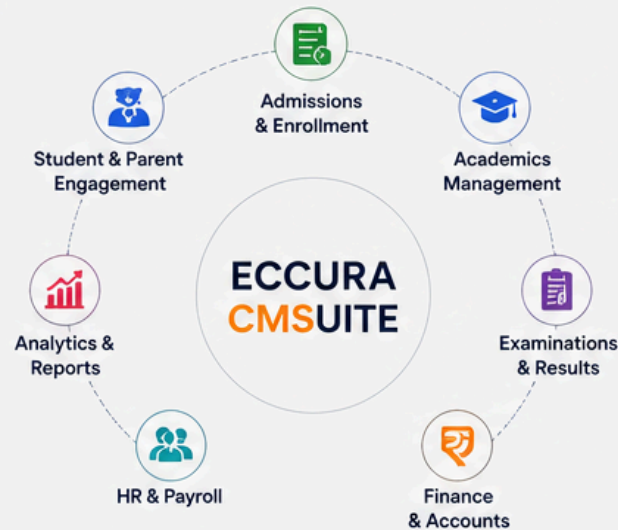 Admissions
& Enrollment
Student & Parent
Engagement
Academics
Management
ECCURA
CMSUITE
Analytics &
Reports
Examinations
& Results
HR & Payroll
Finance
& Accounts